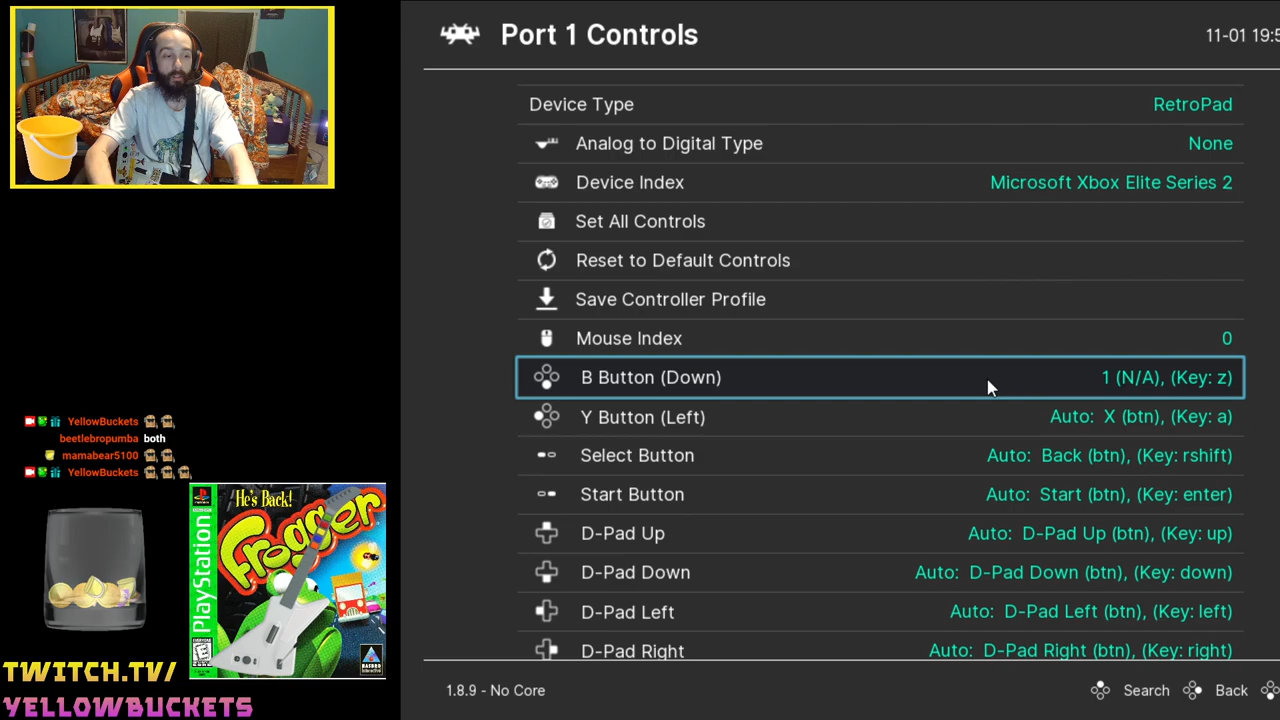 Port 1 Controls
11-01 19:5
Device Type RetroPad
Analog to Digital Type None
Device Index Microsoft Xbox Elite Series 2
Set All Controls
Reset to Default Controls
Save Controller Profile
Mouse Index 0
B Button (Down) 1 (N/A), (Key: z)
Y Button (Left) Auto: X (btn), (Key: a)
Select Button Auto: Back (btn), (Key: rshift)
Start Button Auto: Start (btn), (Key: enter)
D-Pad Up Auto: D-Pad Up (btn), (Key: up)
D-Pad Down Auto: D-Pad Down (btn), (Key: down)
D-Pad Left Auto: D-Pad Left (btn), (Key: left)
D-Pad Right Auto: D-Pad Right (btn), (Key: right)
1.8.9 - No Core
Search Back
YellowBuckets
beetlebropumba both
mamabear5100
YellowBuckets
PlayStation
He's Back!
Frogger
EVERYONE
E
HASBRO
Interactive
TWITCH.TV/
YELLOWBUCKETS